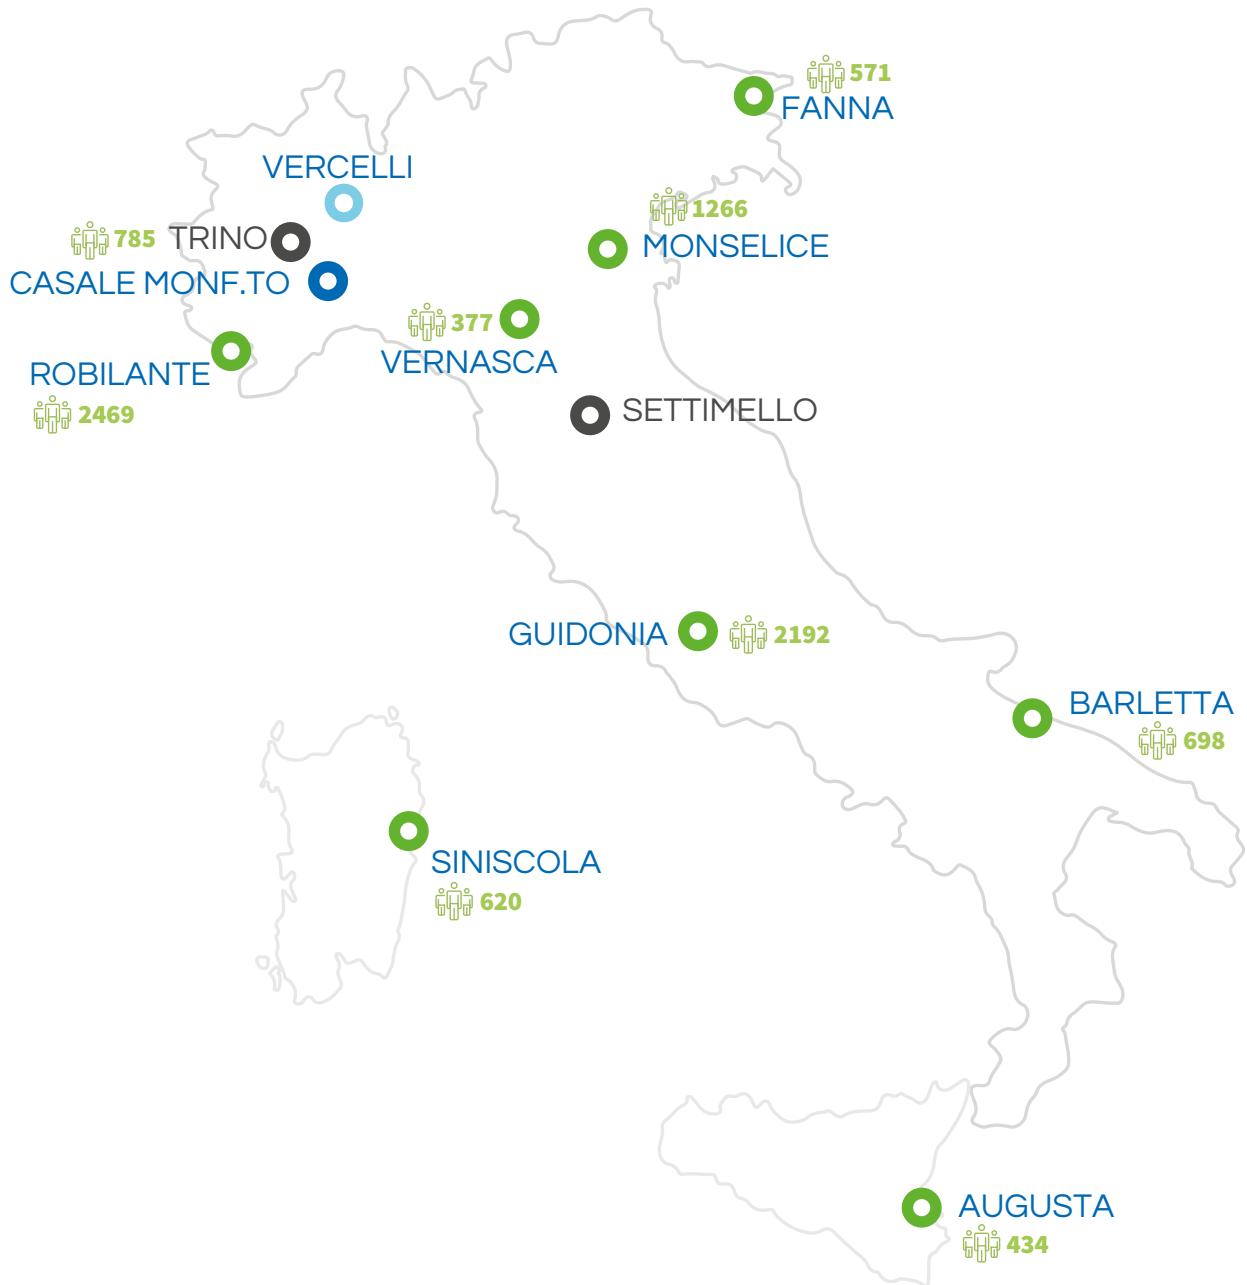 571
FANNA
VERCELLI
1266
785 TRINO
MONSELICE
CASALE MONF.TO
377
VERNASCA
ROBILANTE
2469
SETTIMELLO
GUIDONIA
2192
BARLETTA
698
SINISCOLA
620
AUGUSTA
434